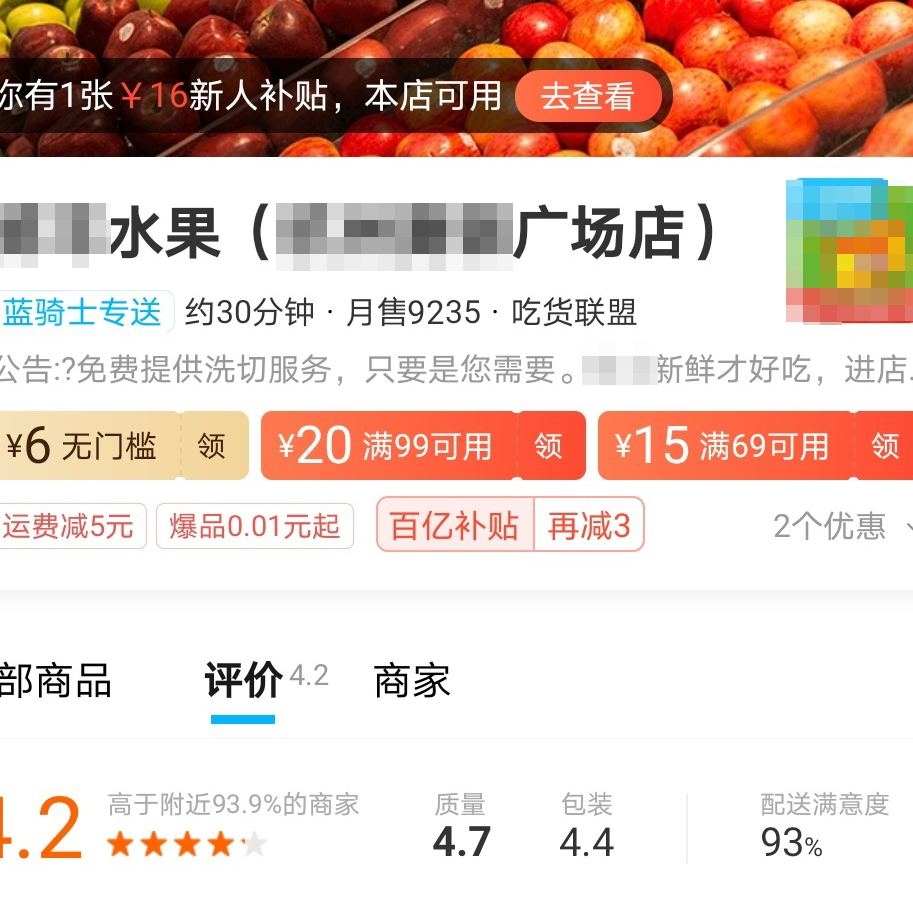 你有1张￥16新人补贴，本店可用 去查看
水果（广场店）
蓝骑士专送 约30分钟 · 月售9235 · 吃货联盟
公告:?免费提供洗切服务，只要是您需要。新鲜才好吃，进店..
¥6 无门槛 领 ¥20 满99可用 领 ¥15 满69可用 领
运费减5元 爆品0.01元起 百亿补贴 再减3 2个优惠
部商品 评价 4.2 商家
4.2 高于附近93.9%的商家 质量 4.7 包装 4.4 配送满意度 93%